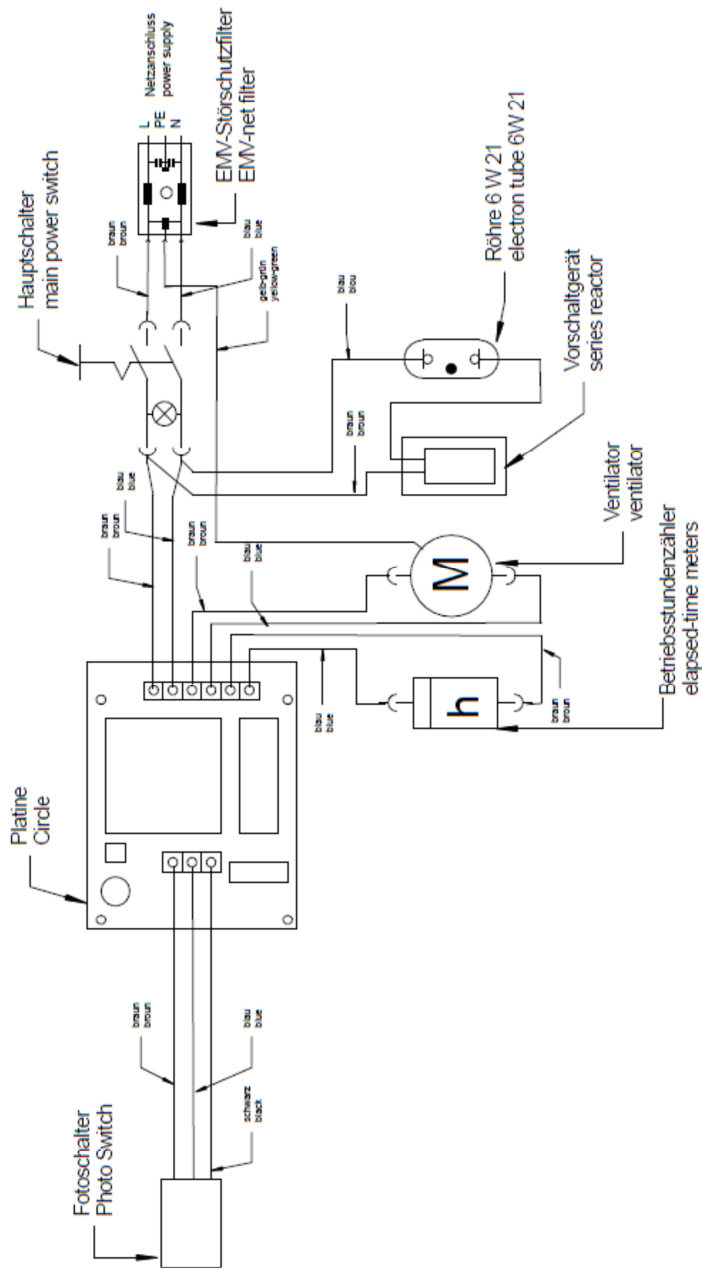 Netzanschluss
power supply
L
PE
N
EMV-Störschutzfilter
EMV-net filter
Hauptschalter
main power switch
braun
broun
blau
blue
gelb-grün
yellow-green
blau
blou
Röhre 6 W 21
electron tube 6W 21
Vorschaltgerät
series reactor
braun
broun
blau
blue
braun
broun
braun
broun
blau
blue
M
Ventilator
ventilator
h
Betriebsstundenzähler
elapsed-time meters
blau
blue
braun
broun
Platine
Circle
braun
broun
blau
blue
schwarz
black
Fotoschalter
Photo Switch